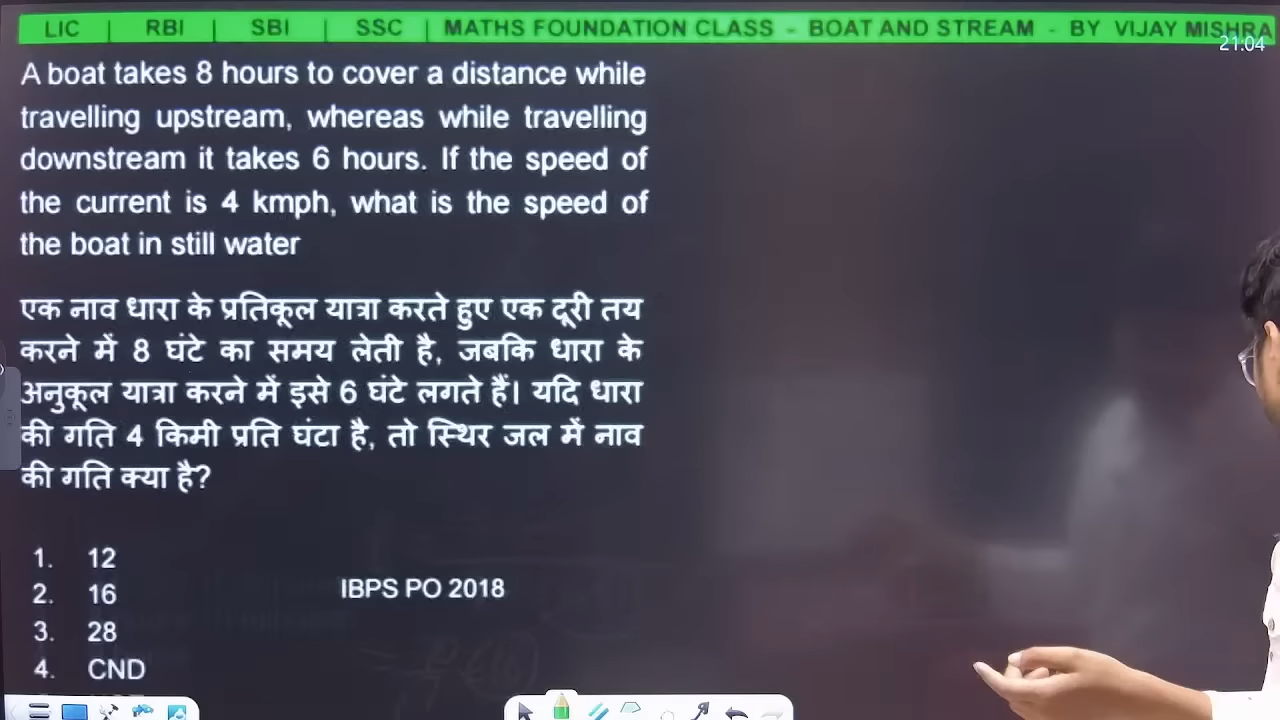 LIC | RBI | SBI | SSC | MATHS FOUNDATION CLASS - BOAT AND STREAM - BY VIJAY MISHRA
21:04
A boat takes 8 hours to cover a distance while
travelling upstream, whereas while travelling
downstream it takes 6 hours. If the speed of
the current is 4 kmph, what is the speed of
the boat in still water
एक नाव धारा के प्रतिकूल यात्रा करते हुए एक दूरी तय
करने में 8 घंटे का समय लेती है, जबकि धारा के
अनुकूल यात्रा करने में इसे 6 घंटे लगते हैं। यदि धारा
की गति 4 किमी प्रति घंटा है, तो स्थिर जल में नाव
की गति क्या है?
1. 12
2. 16
IBPS PO 2018
3. 28
4. CND